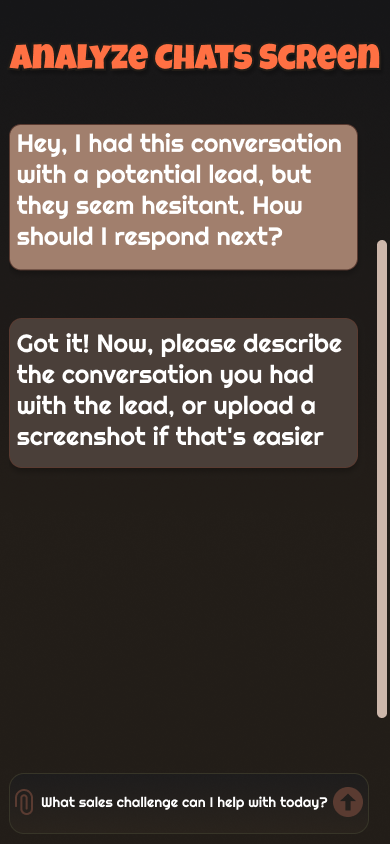 Analyze Chats Screen
Hey, I had this conversation
with a potential lead, but
they seem hesitant. How
should I respond next?
Got it! Now, please describe
the conversation you had
with the lead, or upload a
screenshot if that's easier
What sales challenge can I help with today?